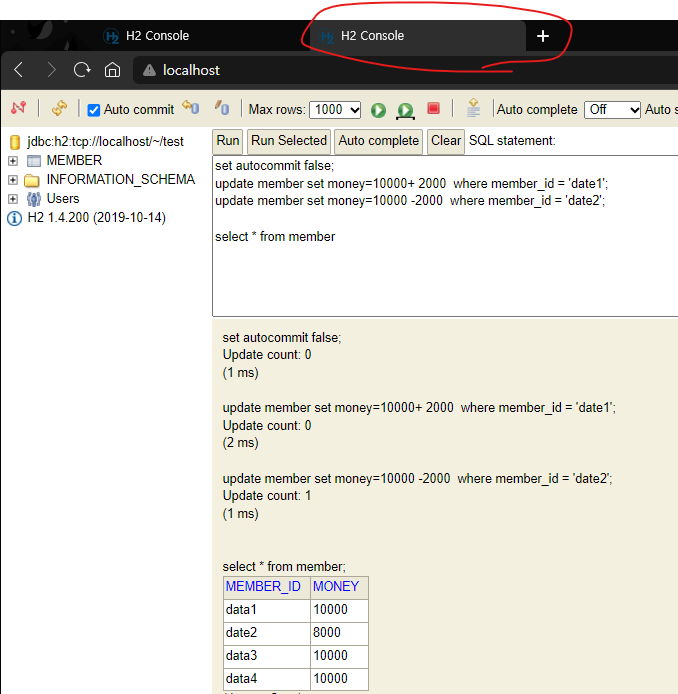 H2 Console
H2 Console
localhost
Auto commit
Max rows: 1000
Auto complete Off
Auto s
jdbc:h2:tcp://localhost/~/test
MEMBER
INFORMATION_SCHEMA
Users
H2 1.4.200 (2019-10-14)
Run Run Selected Auto complete Clear SQL statement:
set autocommit false;
update member set money=10000+ 2000  where member_id = 'date1';
update member set money=10000 -2000  where member_id = 'date2';
select * from member
set autocommit false;
Update count: 0
(1 ms)
update member set money=10000+ 2000  where member_id = 'date1';
Update count: 0
(2 ms)
update member set money=10000 -2000  where member_id = 'date2';
Update count: 1
(1 ms)
select * from member;
MEMBER_ID MONEY
data1 10000
date2 8000
data3 10000
data4 10000